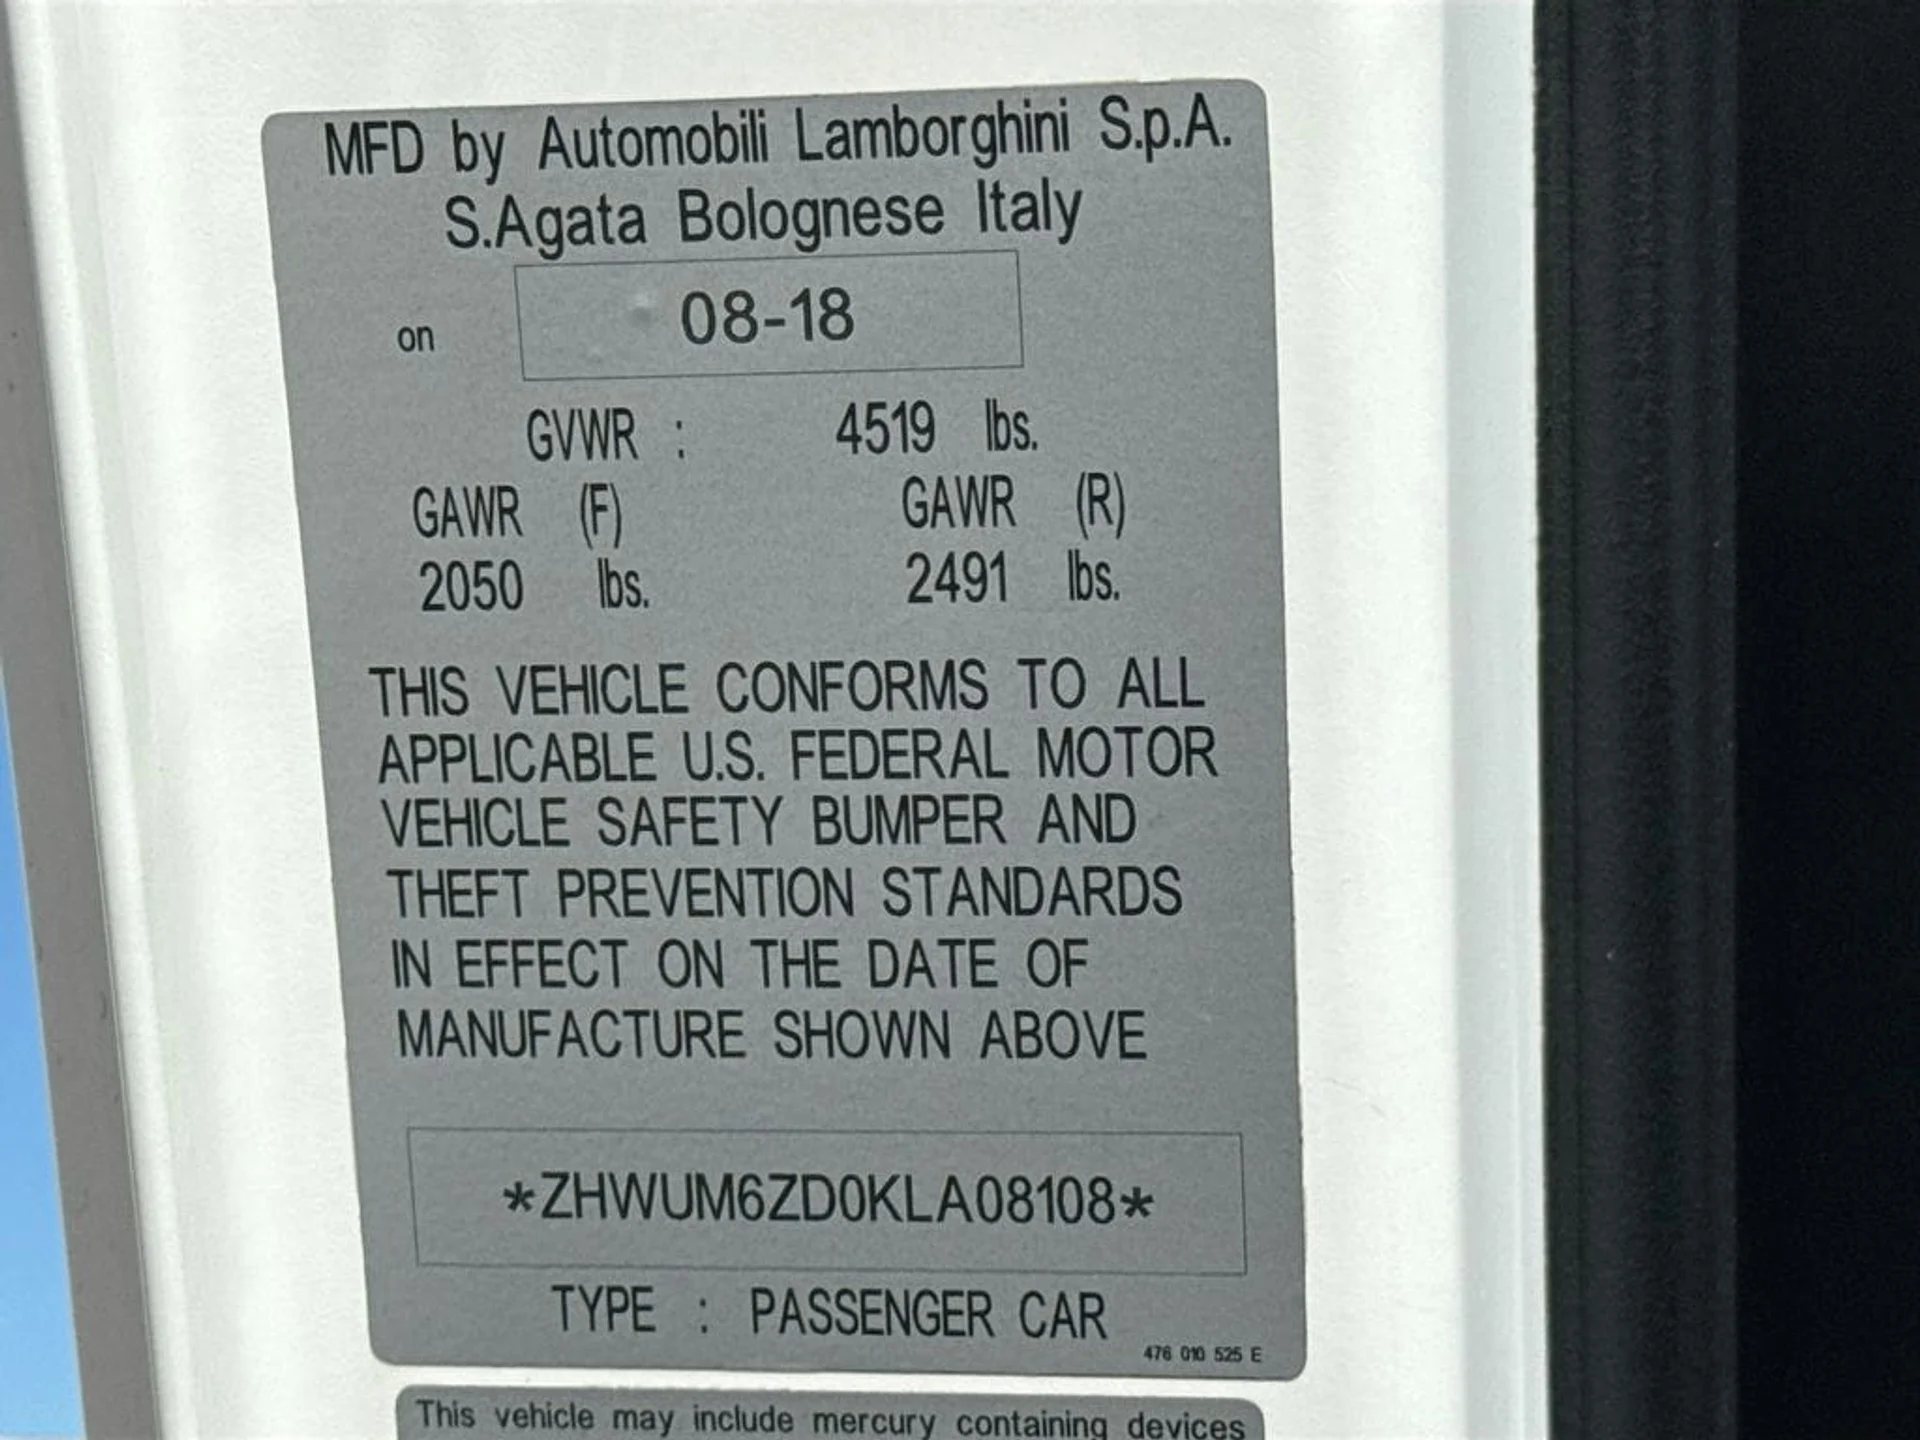 MFD by Automobili Lamborghini S.p.A.
S.Agata Bolognese Italy
on 08-18
GVWR : 4519 lbs.
GAWR (F) GAWR (R)
2050 lbs. 2491 lbs.
THIS VEHICLE CONFORMS TO ALL
APPLICABLE U.S. FEDERAL MOTOR
VEHICLE SAFETY BUMPER AND
THEFT PREVENTION STANDARDS
IN EFFECT ON THE DATE OF
MANUFACTURE SHOWN ABOVE
*ZHWUM6ZD0KLA08108*
TYPE : PASSENGER CAR
476 010 525 E
This vehicle may include mercury containing devices